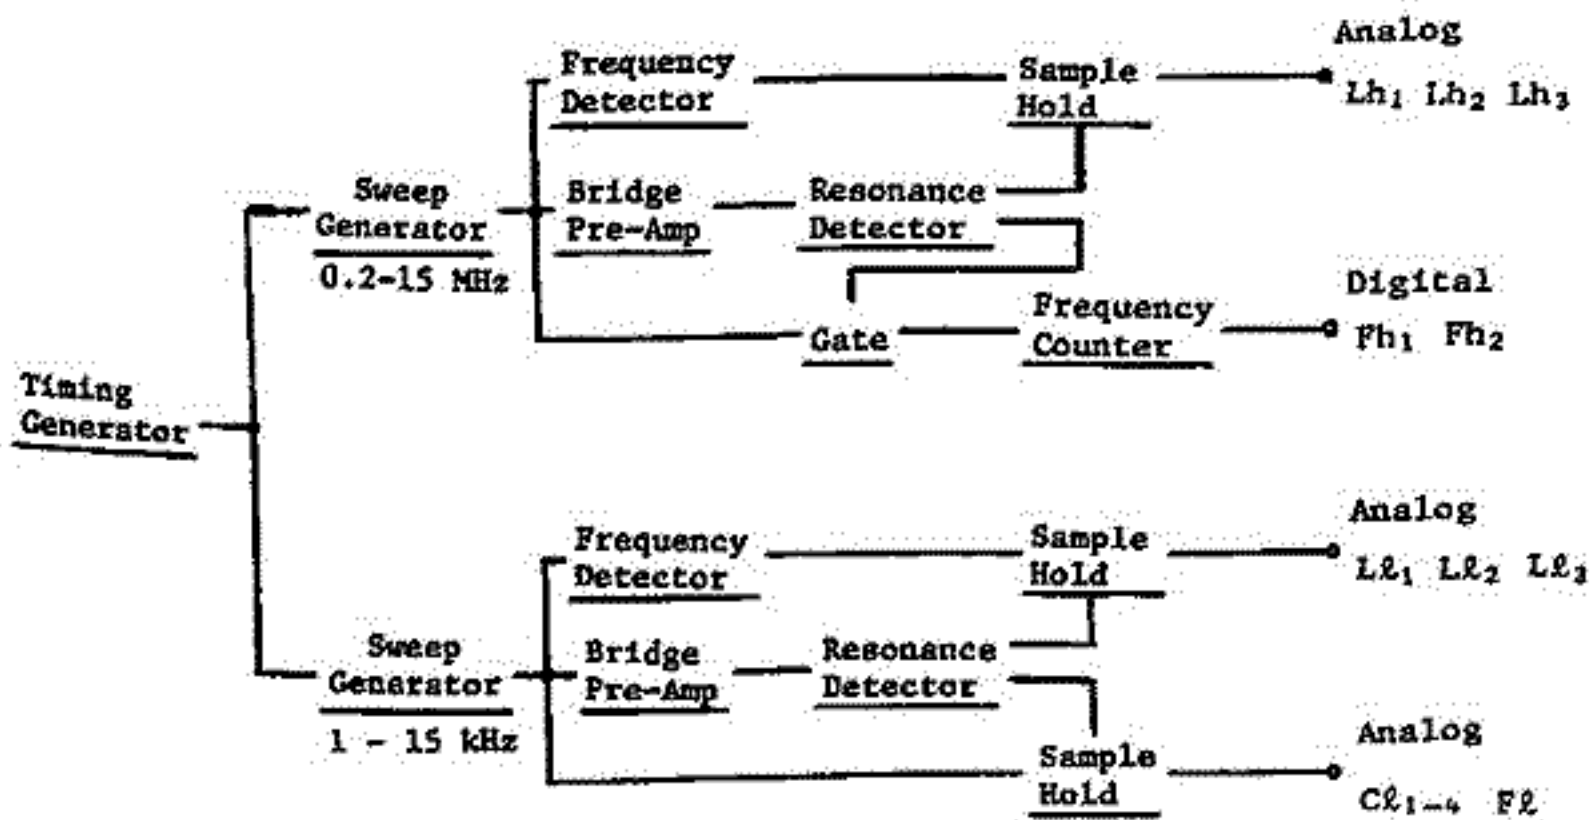 Analog
Frequency
Detector
Sample
Hold
Lh₁ Lh₂ Lh₃
Sweep
Generator
0.2-15 MHz
Bridge
Pre-Amp
Resonance
Detector
Digital
Gate
Frequency
Counter
Fh₁ Fh₂
Timing
Generator
Analog
Frequency
Detector
Sample
Hold
Lℓ₁ Lℓ₂ Lℓ₃
Sweep
Generator
1 - 15 kHz
Bridge
Pre-Amp
Resonance
Detector
Analog
Sample
Hold
Cℓ₁₋₄ Fℓ